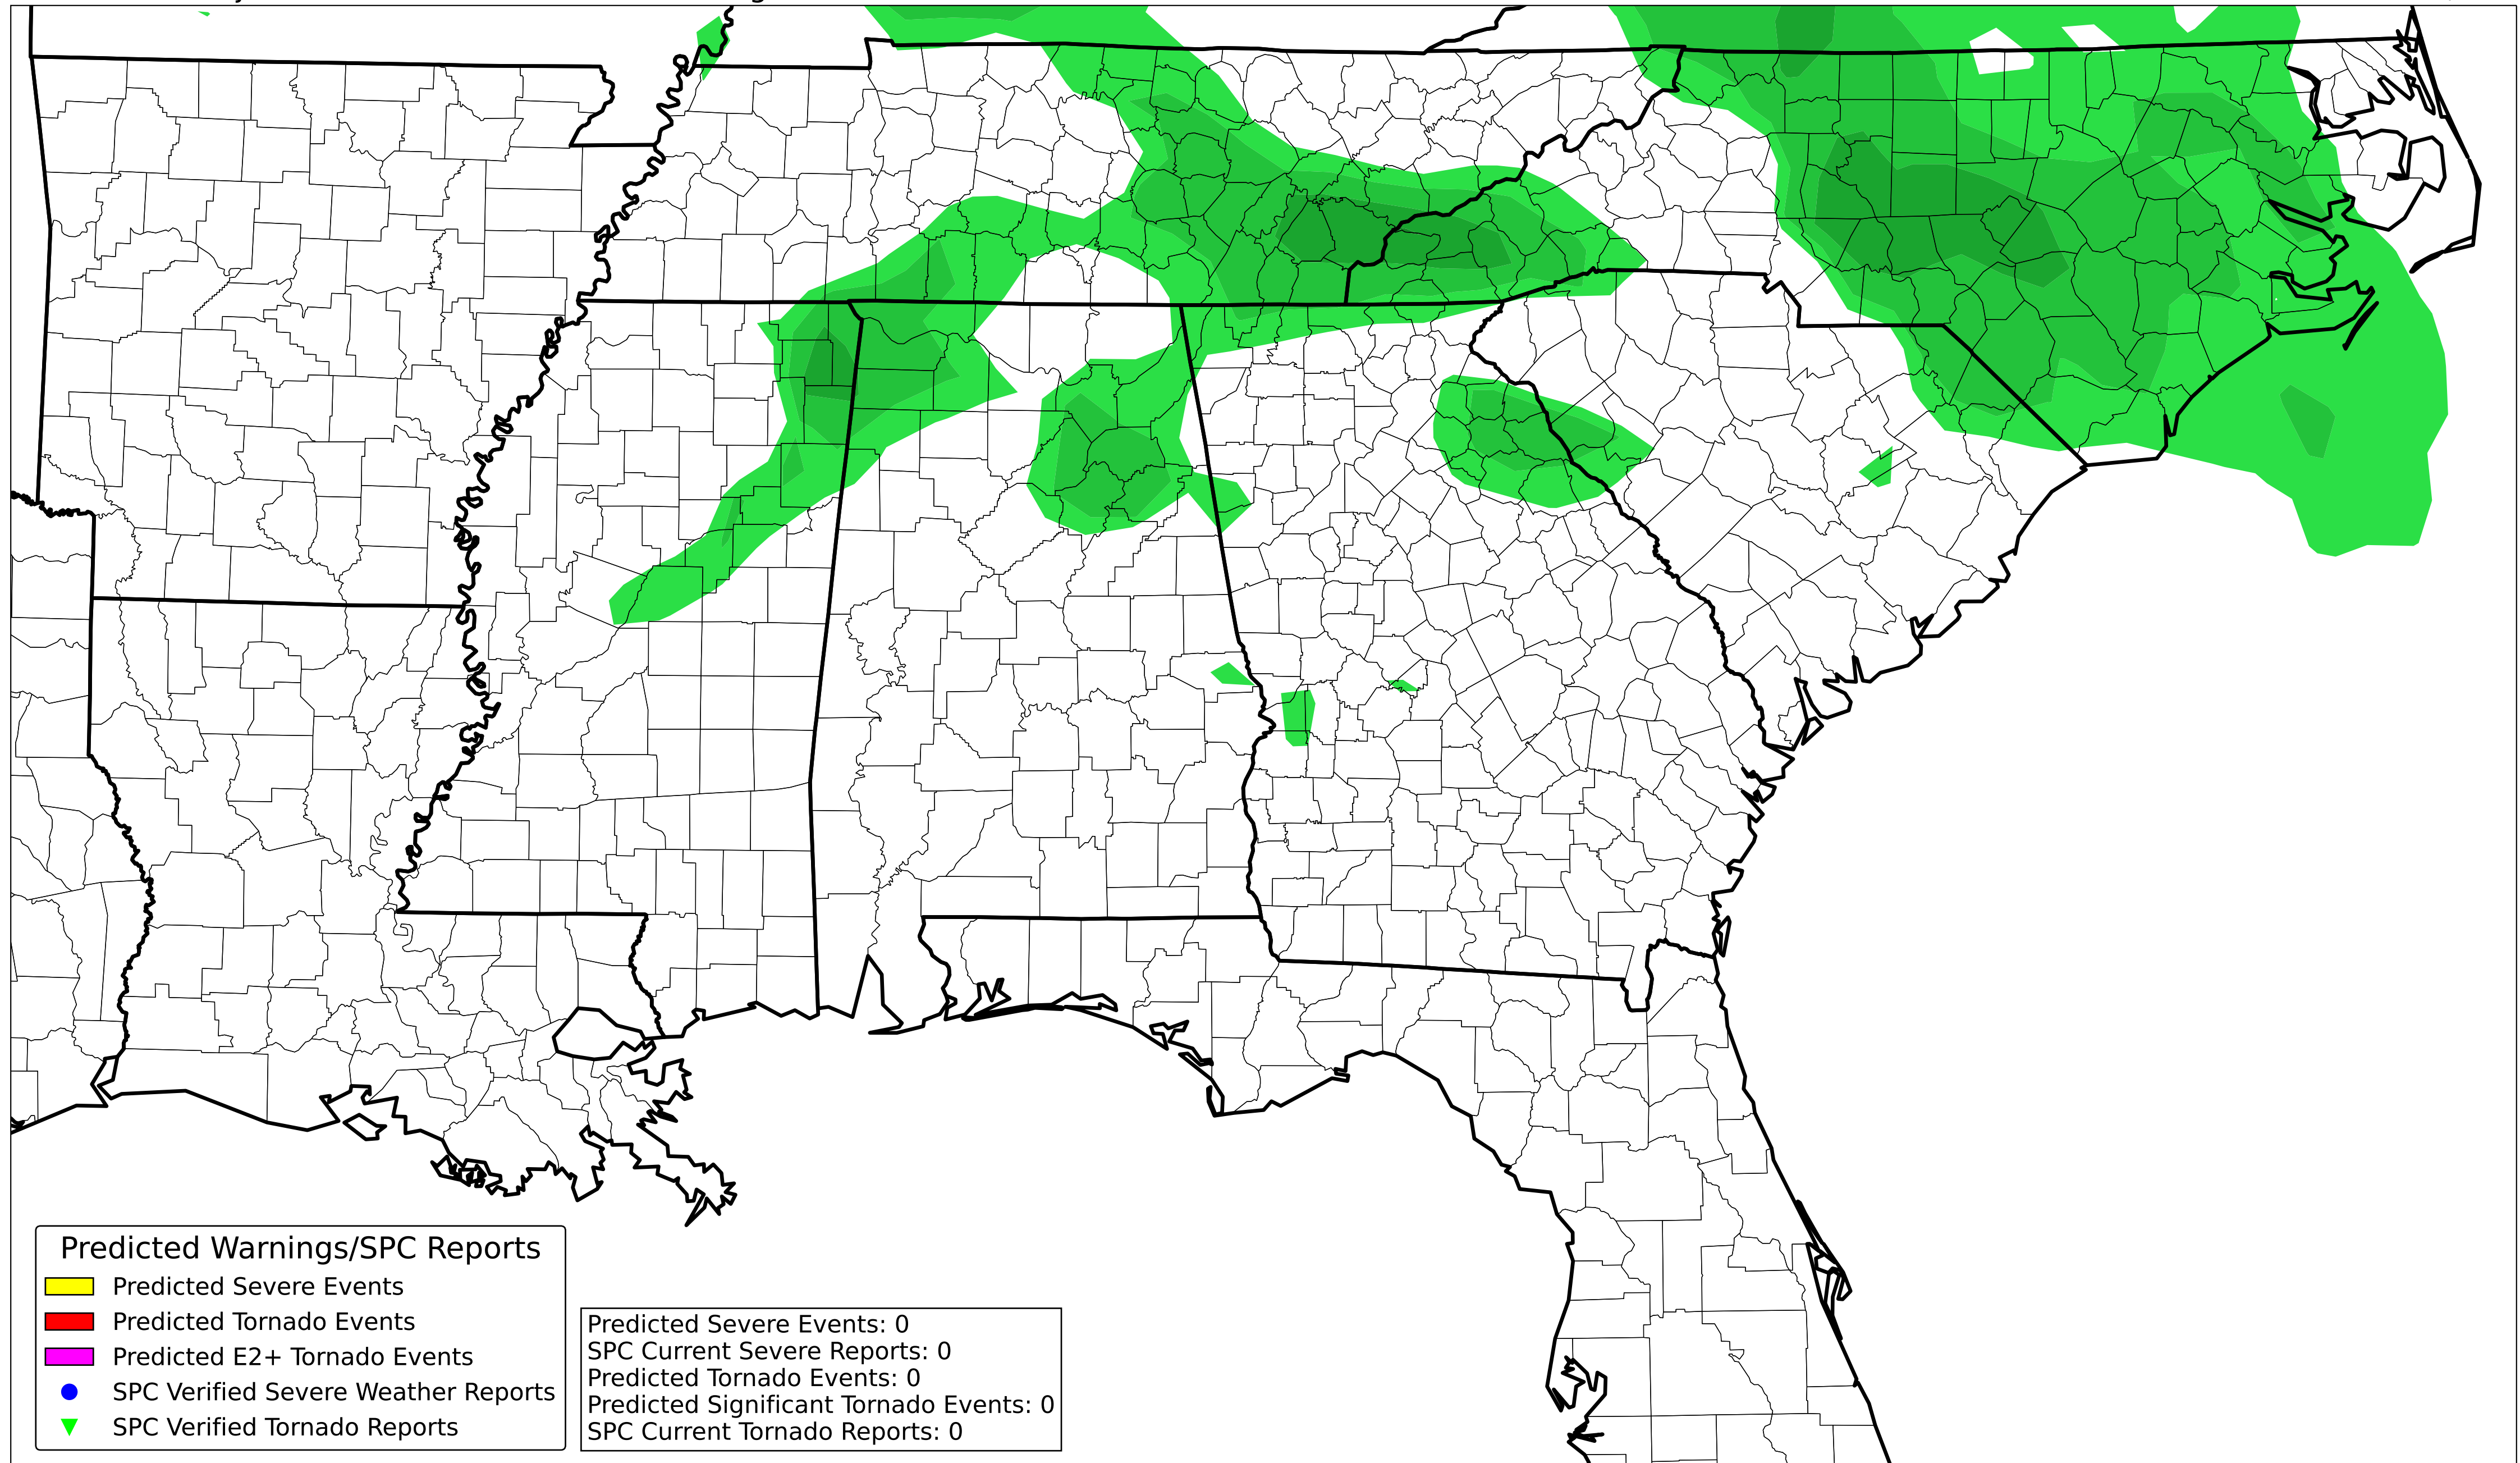 Predicted Warnings/SPC Reports
Predicted Severe Events
Predicted Tornado Events
Predicted E2+ Tornado Events
SPC Verified Severe Weather Reports
SPC Verified Tornado Reports
Predicted Severe Events: 0
SPC Current Severe Reports: 0
Predicted Tornado Events: 0
Predicted Significant Tornado Events: 0
SPC Current Tornado Reports: 0